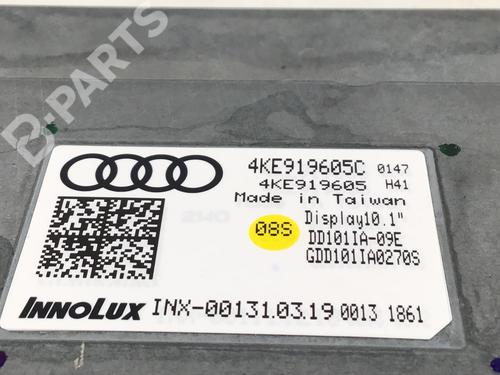 B-PARTS
4KE919605C 0147
4KE919605 H41
Made in Taiwan
08S
Display10.1"
DD101IA-09E
GDD101IA0270S
INNOLUX INX-00131.03.19 0013 1861